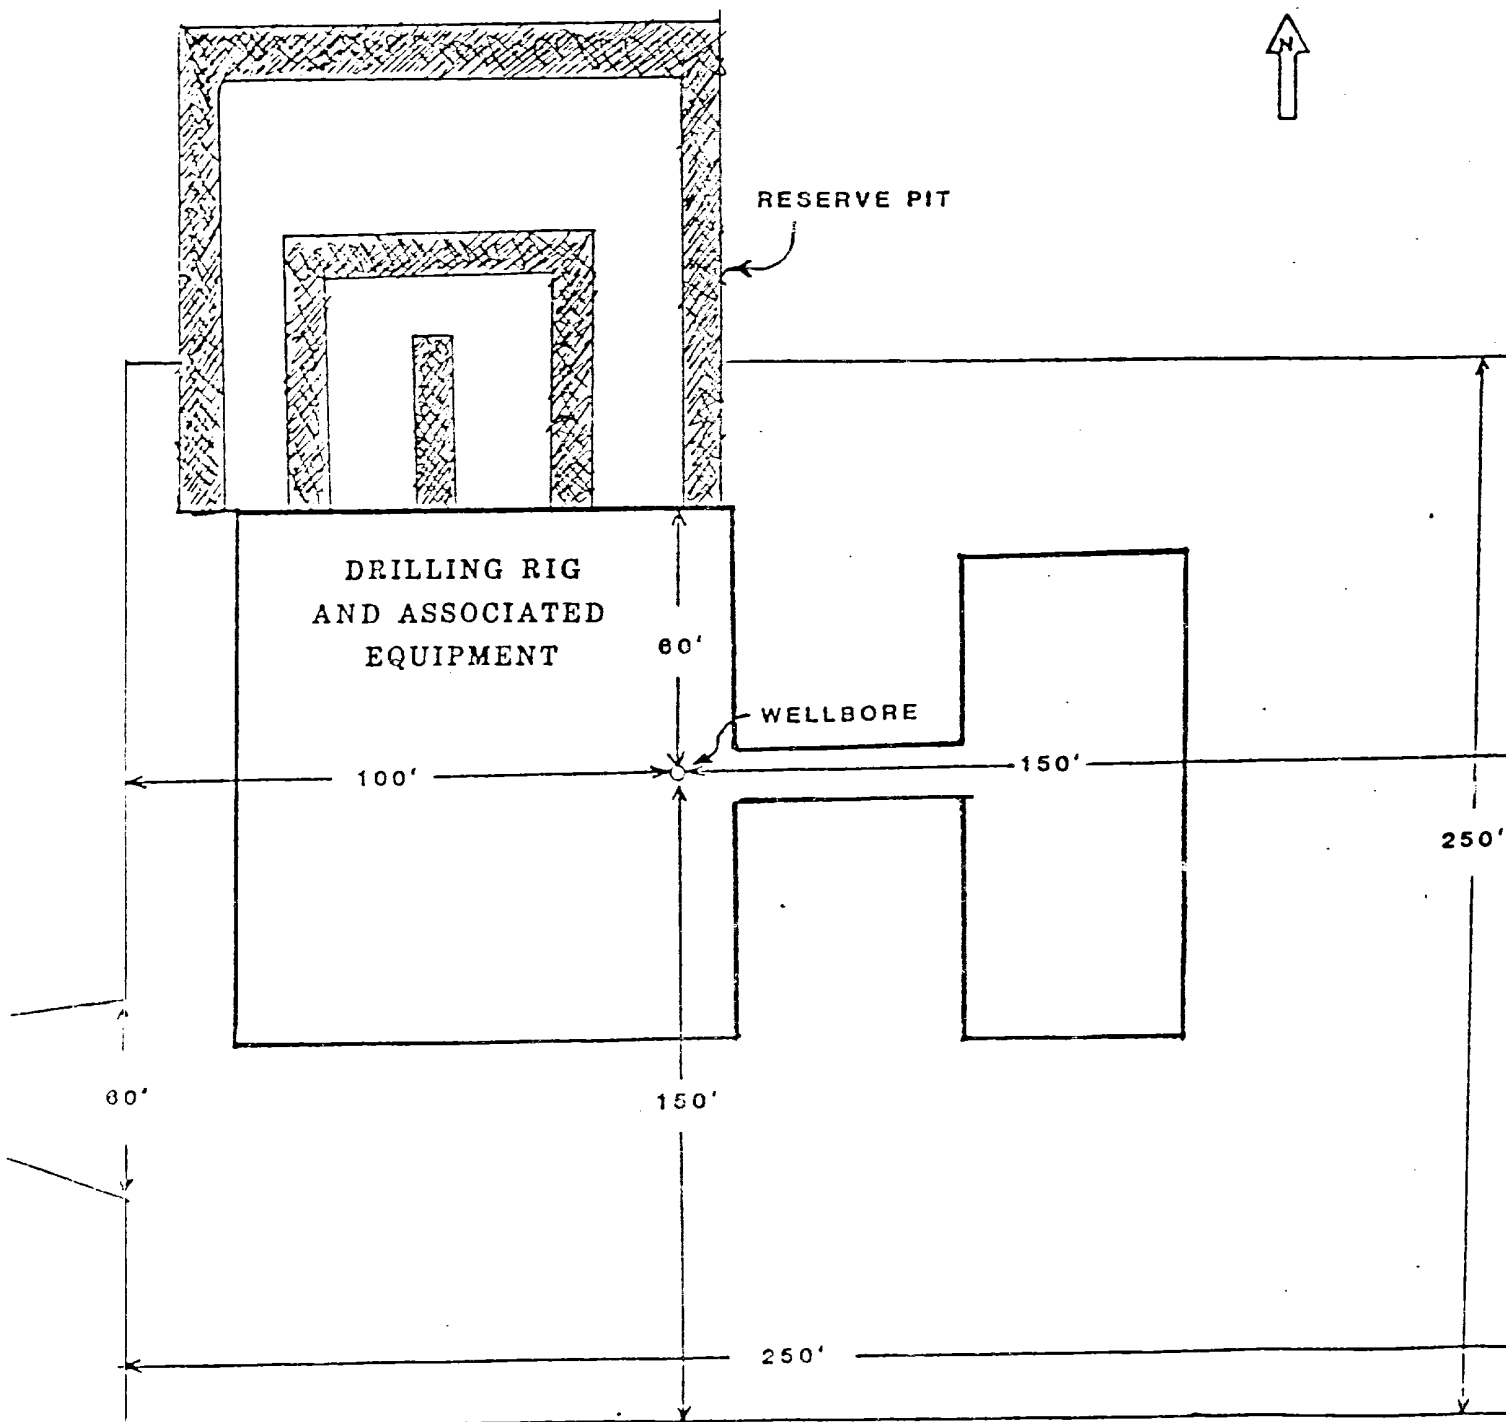 N
RESERVE PIT
DRILLING RIG
AND ASSOCIATED
EQUIPMENT
60'
WELLBORE
100'
150'
250'
60'
150'
250'